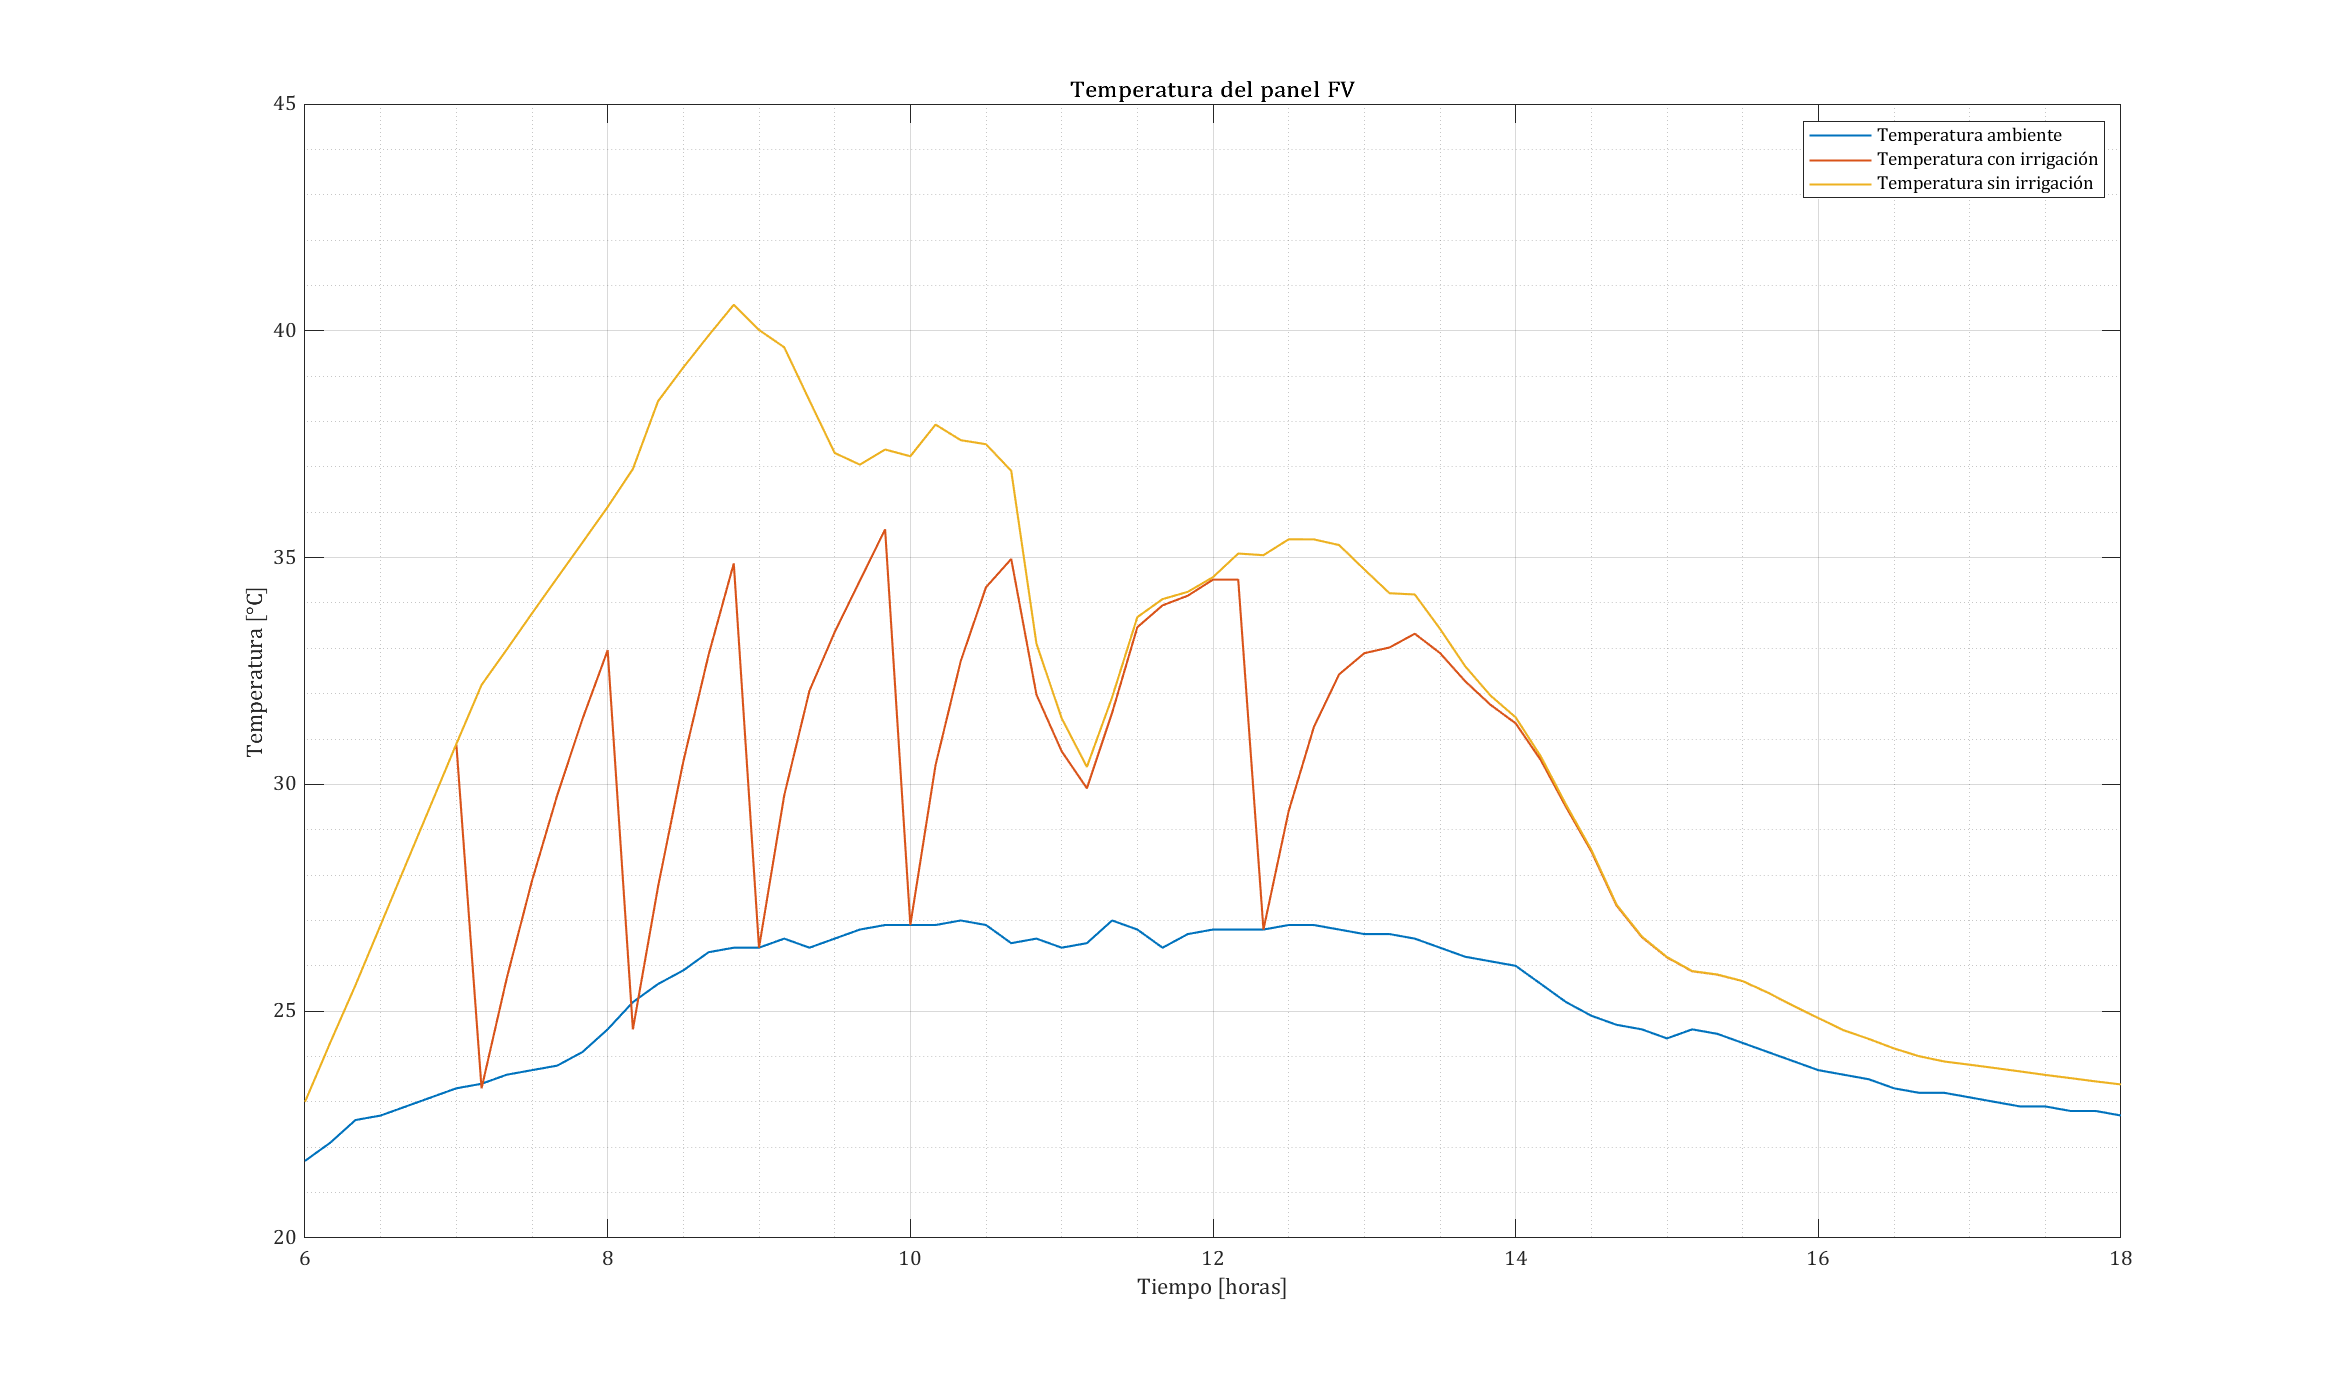 Temperatura del panel FV
45
40
35
30
25
20
Temperatura [°C]
Temperatura ambiente
Temperatura con irrigación
Temperatura sin irrigación
6 8 10 12 14 16 18
Tiempo [horas]